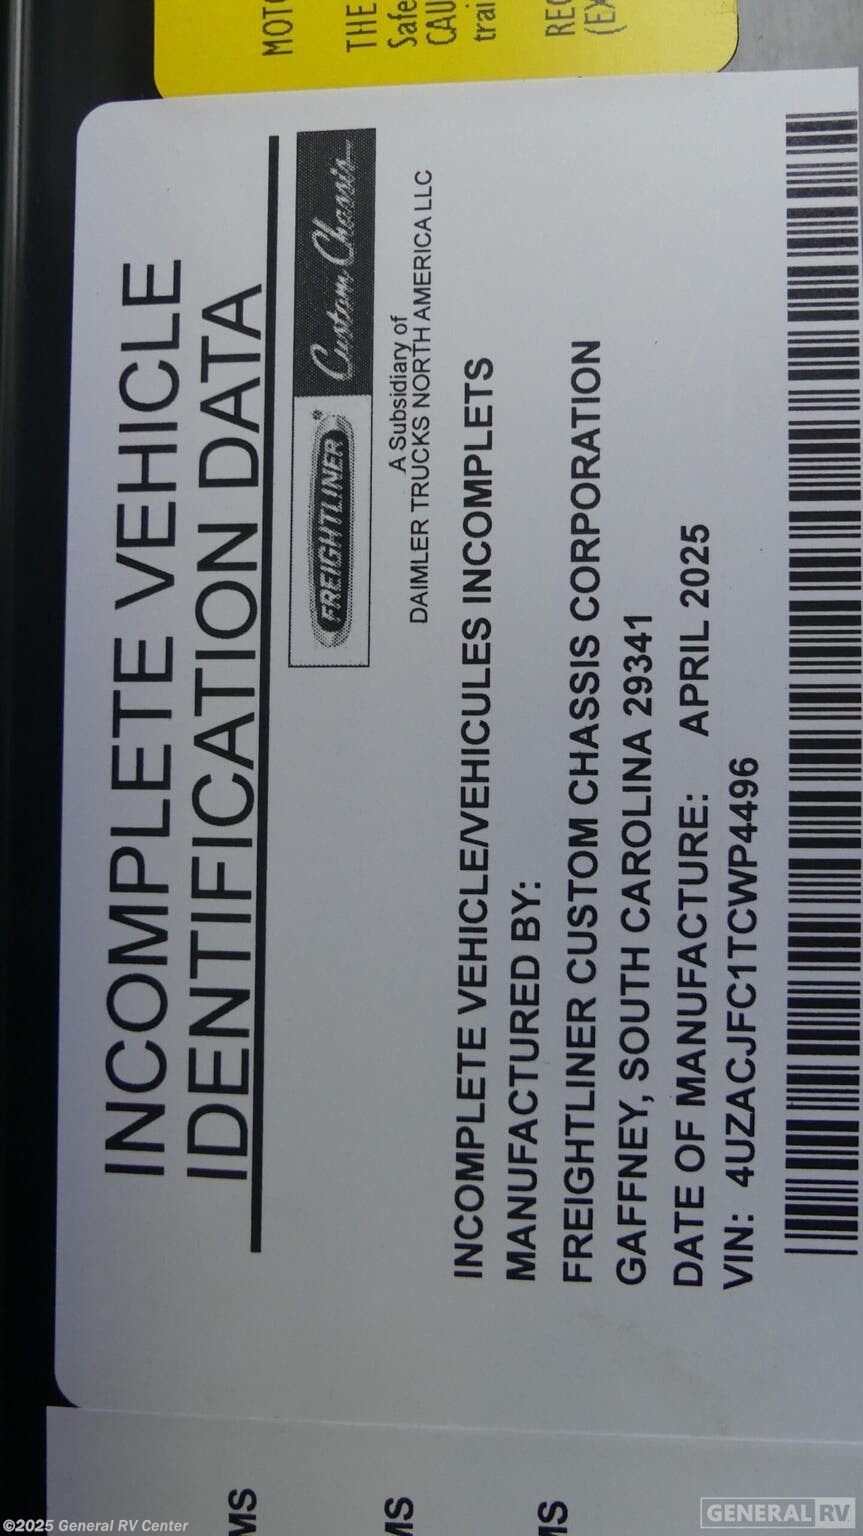 INCOMPLETE VEHICLE
IDENTIFICATION DATA
FREIGHTLINER® Custom Chassis
A Subsidiary of
DAIMLER TRUCKS NORTH AMERICA LLC
INCOMPLETE VEHICLE/VEHICULES INCOMPLETS
MANUFACTURED BY:
FREIGHTLINER CUSTOM CHASSIS CORPORATION
GAFFNEY, SOUTH CAROLINA 29341
DATE OF MANUFACTURE: APRIL 2025
VIN: 4UZACJFC1TCWP4496
THE
©2025 General RV Center
GENERAL RV